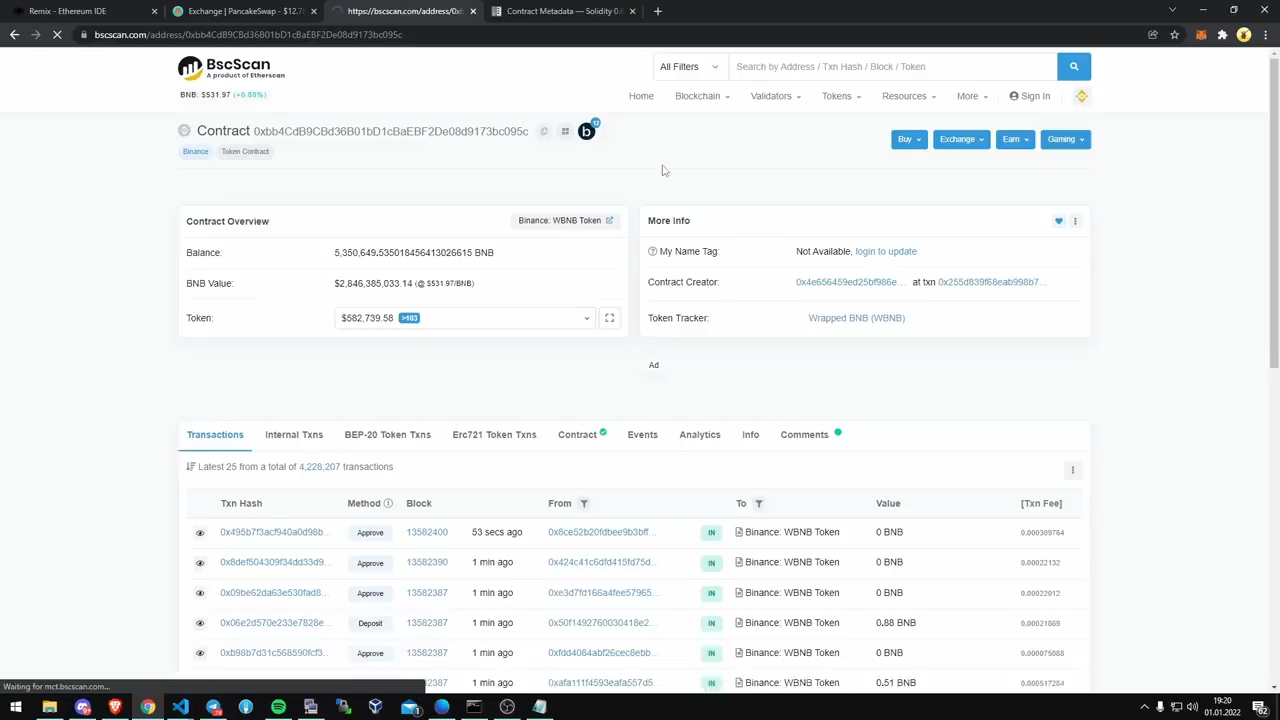 Remix - Ethereum IDE
Exchange | PancakeSwap - $12.7
https://bscscan.com/address/0xb
Contract Metadata — Solidity 0.
bscscan.com/address/0xbb4CdB9CBd36B01bD1cBaEBF2De08d9173bc095c
BscScan
A product of Etherscan
All Filters
Search by Address / Txn Hash / Block / Token
BNB: $531.97 (+0.88%)
Home Blockchain Validators Tokens Resources More Sign In
Contract 0xbb4CdB9CBd36B01bD1cBaEBF2De08d9173bc095c
12
Buy Exchange Earn Gaming
Binance Token Contract
Contract Overview
Binance: WBNB Token
More Info
Balance: 5,350,649.535018456413026615 BNB
My Name Tag: Not Available, login to update
BNB Value: $2,846,385,033.14 (@ $531.97/BNB)
Contract Creator: 0x4e656459ed25bf986e... at txn 0x255d839f68eab998b7...
Token: $582,739.58 >103
Token Tracker: Wrapped BNB (WBNB)
Ad
Transactions Internal Txns BEP-20 Token Txns Erc721 Token Txns Contract Events Analytics Info Comments
Latest 25 from a total of 4,228,207 transactions
Txn Hash Method Block From To Value [Txn Fee]
0x495b7f3acf940a0d98b... Approve 13582400 53 secs ago 0x8ce52b20fdbee9b3bff... IN Binance: WBNB Token 0 BNB 0.000309764
0x8def504309f34dd33d9... Approve 13582390 1 min ago 0x424c41c6dfd415fd75d... IN Binance: WBNB Token 0 BNB 0.00022132
0x09be62da63e530fad8... Approve 13582387 1 min ago 0xe3d7fd166a4fee57965... IN Binance: WBNB Token 0 BNB 0.00022012
0x06e2d570e233e7828e... Deposit 13582387 1 min ago 0x50f1492760030418e2... IN Binance: WBNB Token 0.88 BNB 0.00021869
0xb98b7d31c568590fcf3... Approve 13582387 1 min ago 0xfdd4084abf26cec8ebb... IN Binance: WBNB Token 0 BNB 0.000075088
0xc... 13582387 1 min ago 0xafa111f4593eafa557d5... IN Binance: WBNB Token 0.51 BNB 0.000517284
Waiting for mct.bscscan.com...
19:20
01.01.2022